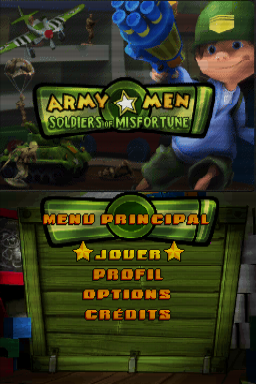 ARMY MEN
SOLDIERS OF MISFORTUNE
MENU PRINCIPAL
JOUER
PROFIL
OPTIONS
CRÉDITS